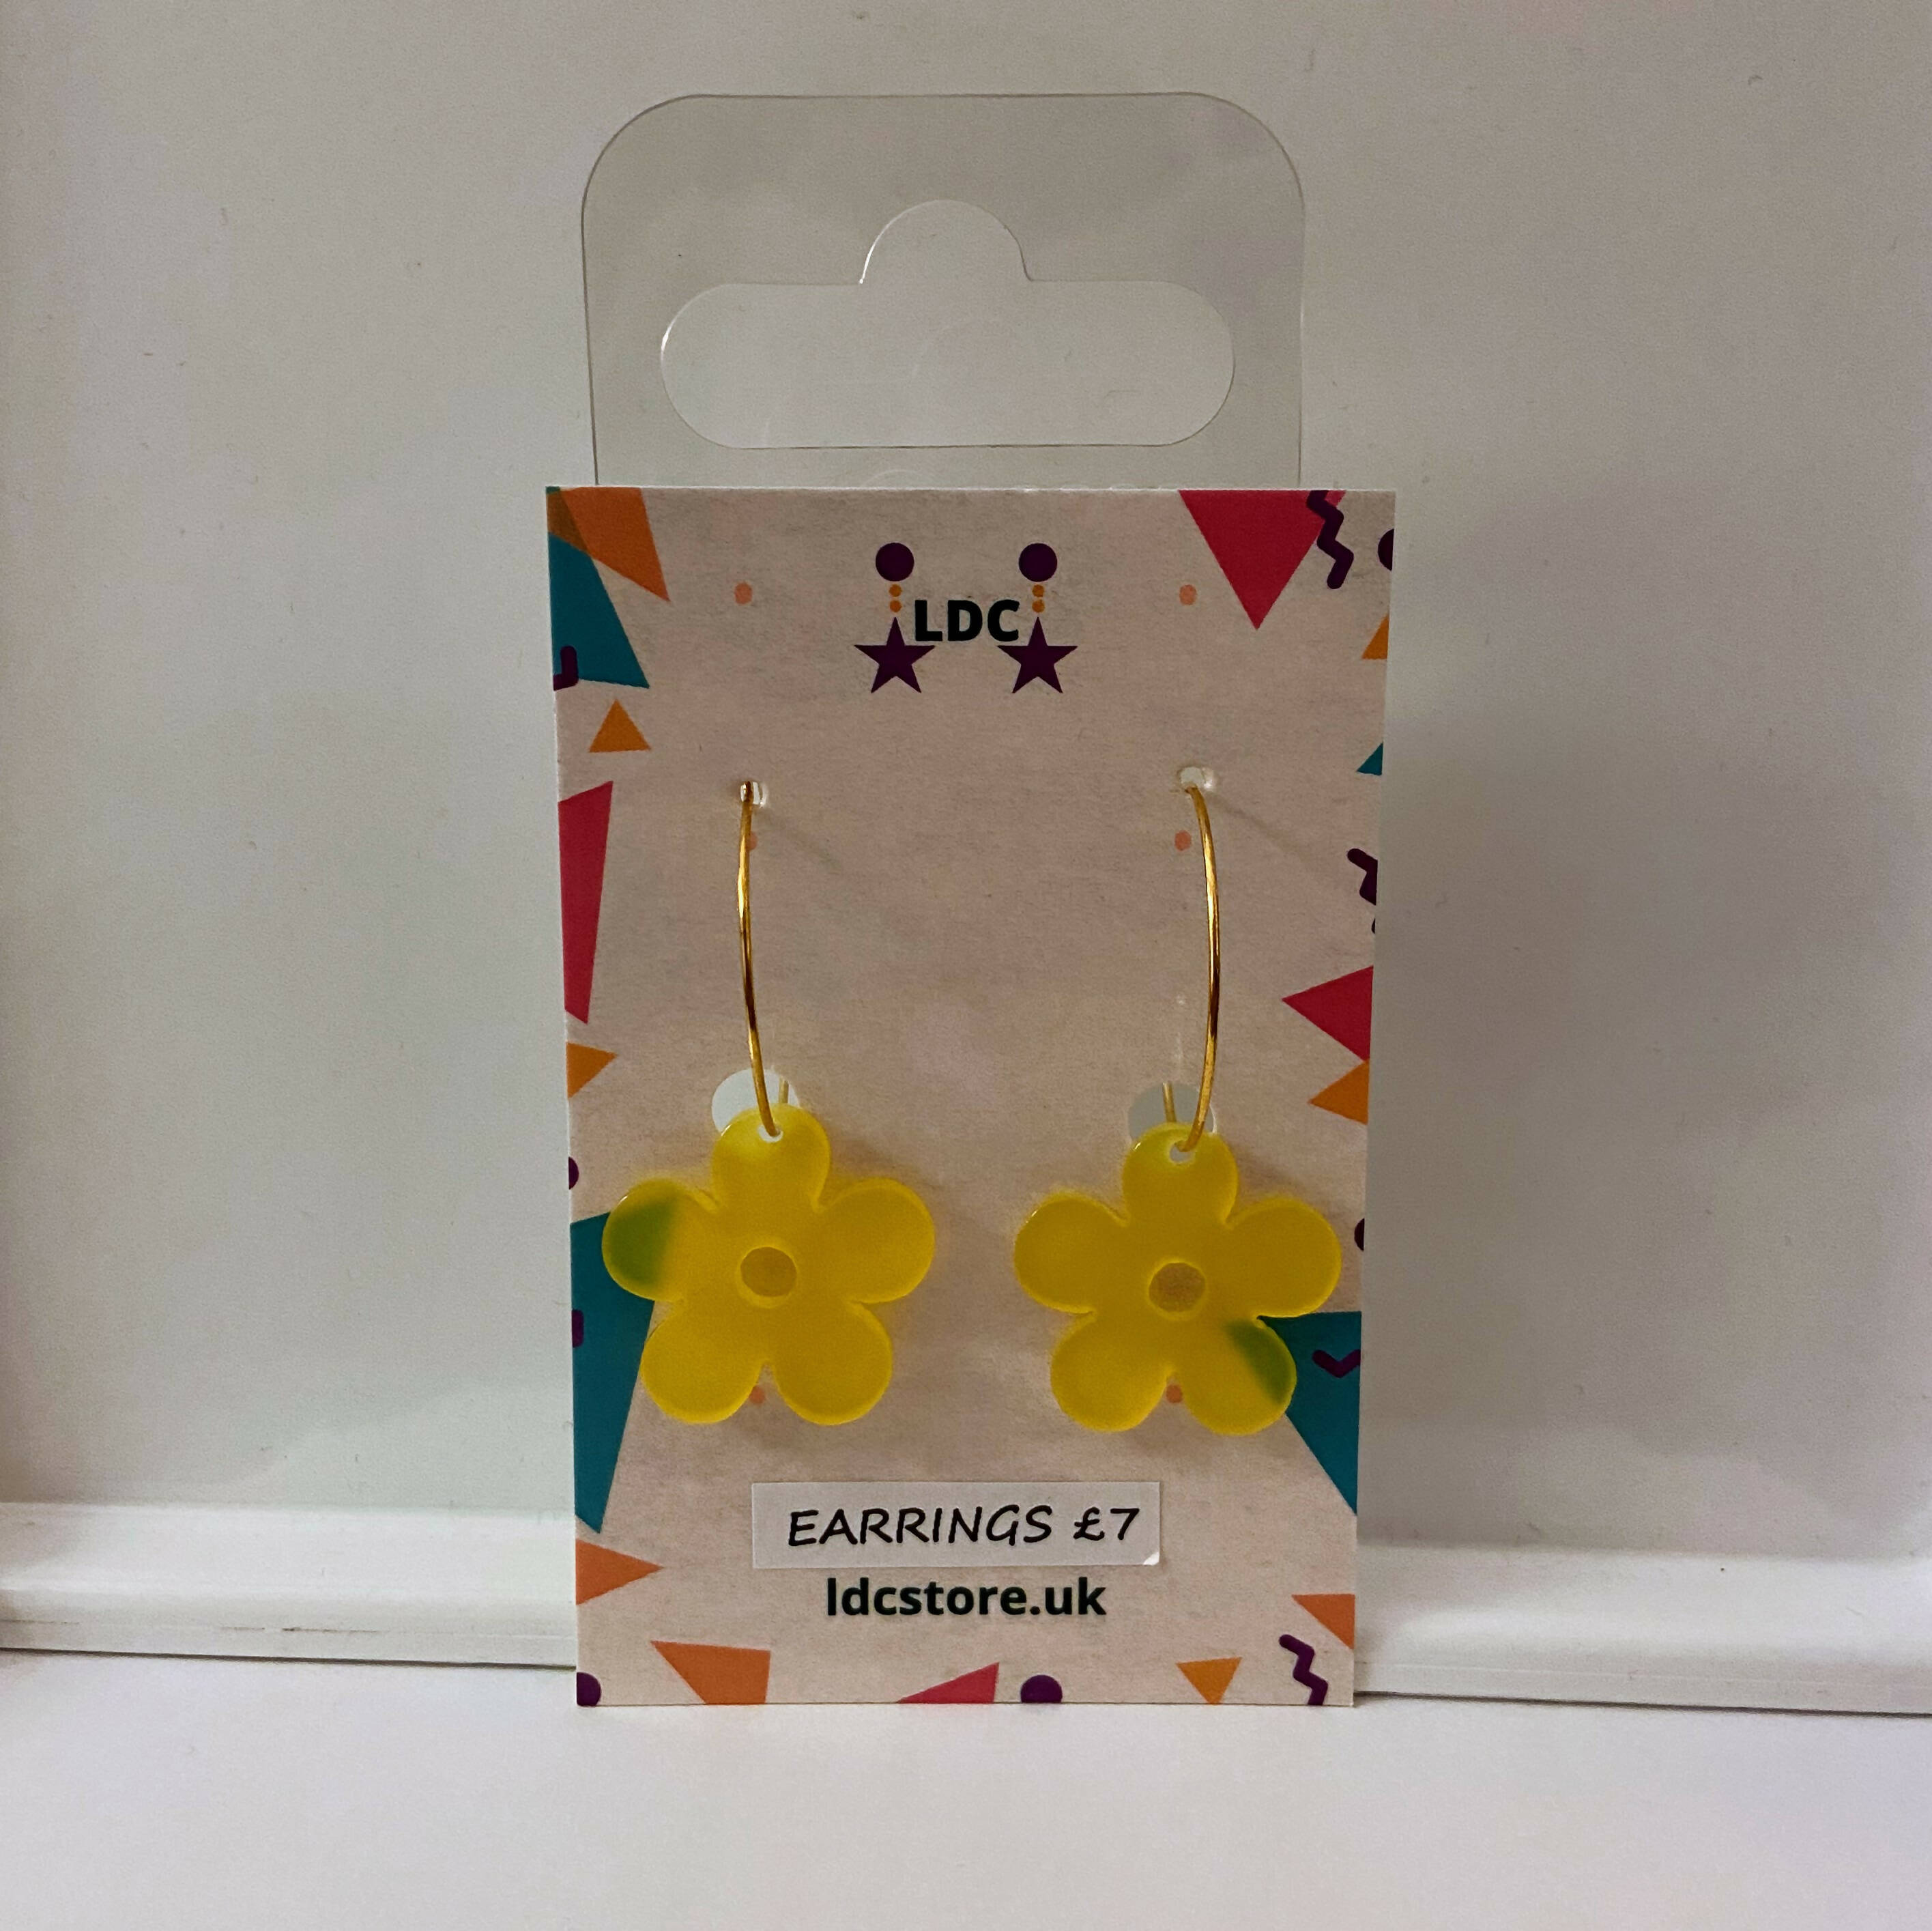 LDC
EARRINGS £7
ldcstore.uk